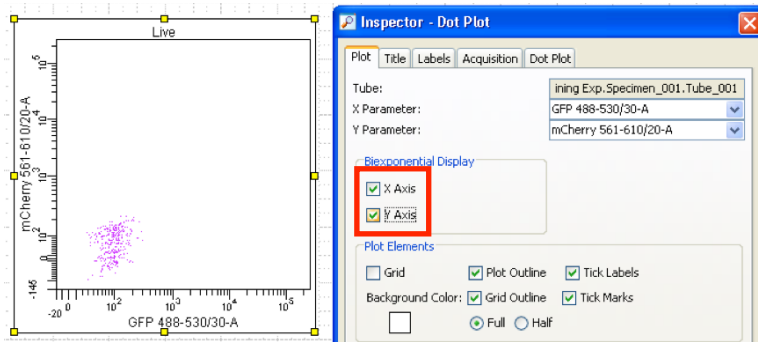 Live
10^5
10^4
10^3
10^2
0
-146
mCherry 561-610/20-A
-20 0 10^2 10^3 10^4 10^5
GFP 488-530/30-A
Inspector - Dot Plot
Plot Title Labels Acquisition Dot Plot
Tube: ining Exp.Specimen_001.Tube_001
X Parameter: GFP 488-530/30-A
Y Parameter: mCherry 561-610/20-A
Biexponential Display
X Axis
Y Axis
Plot Elements
Grid Plot Outline Tick Labels
Background Color: Grid Outline Tick Marks
Full Half